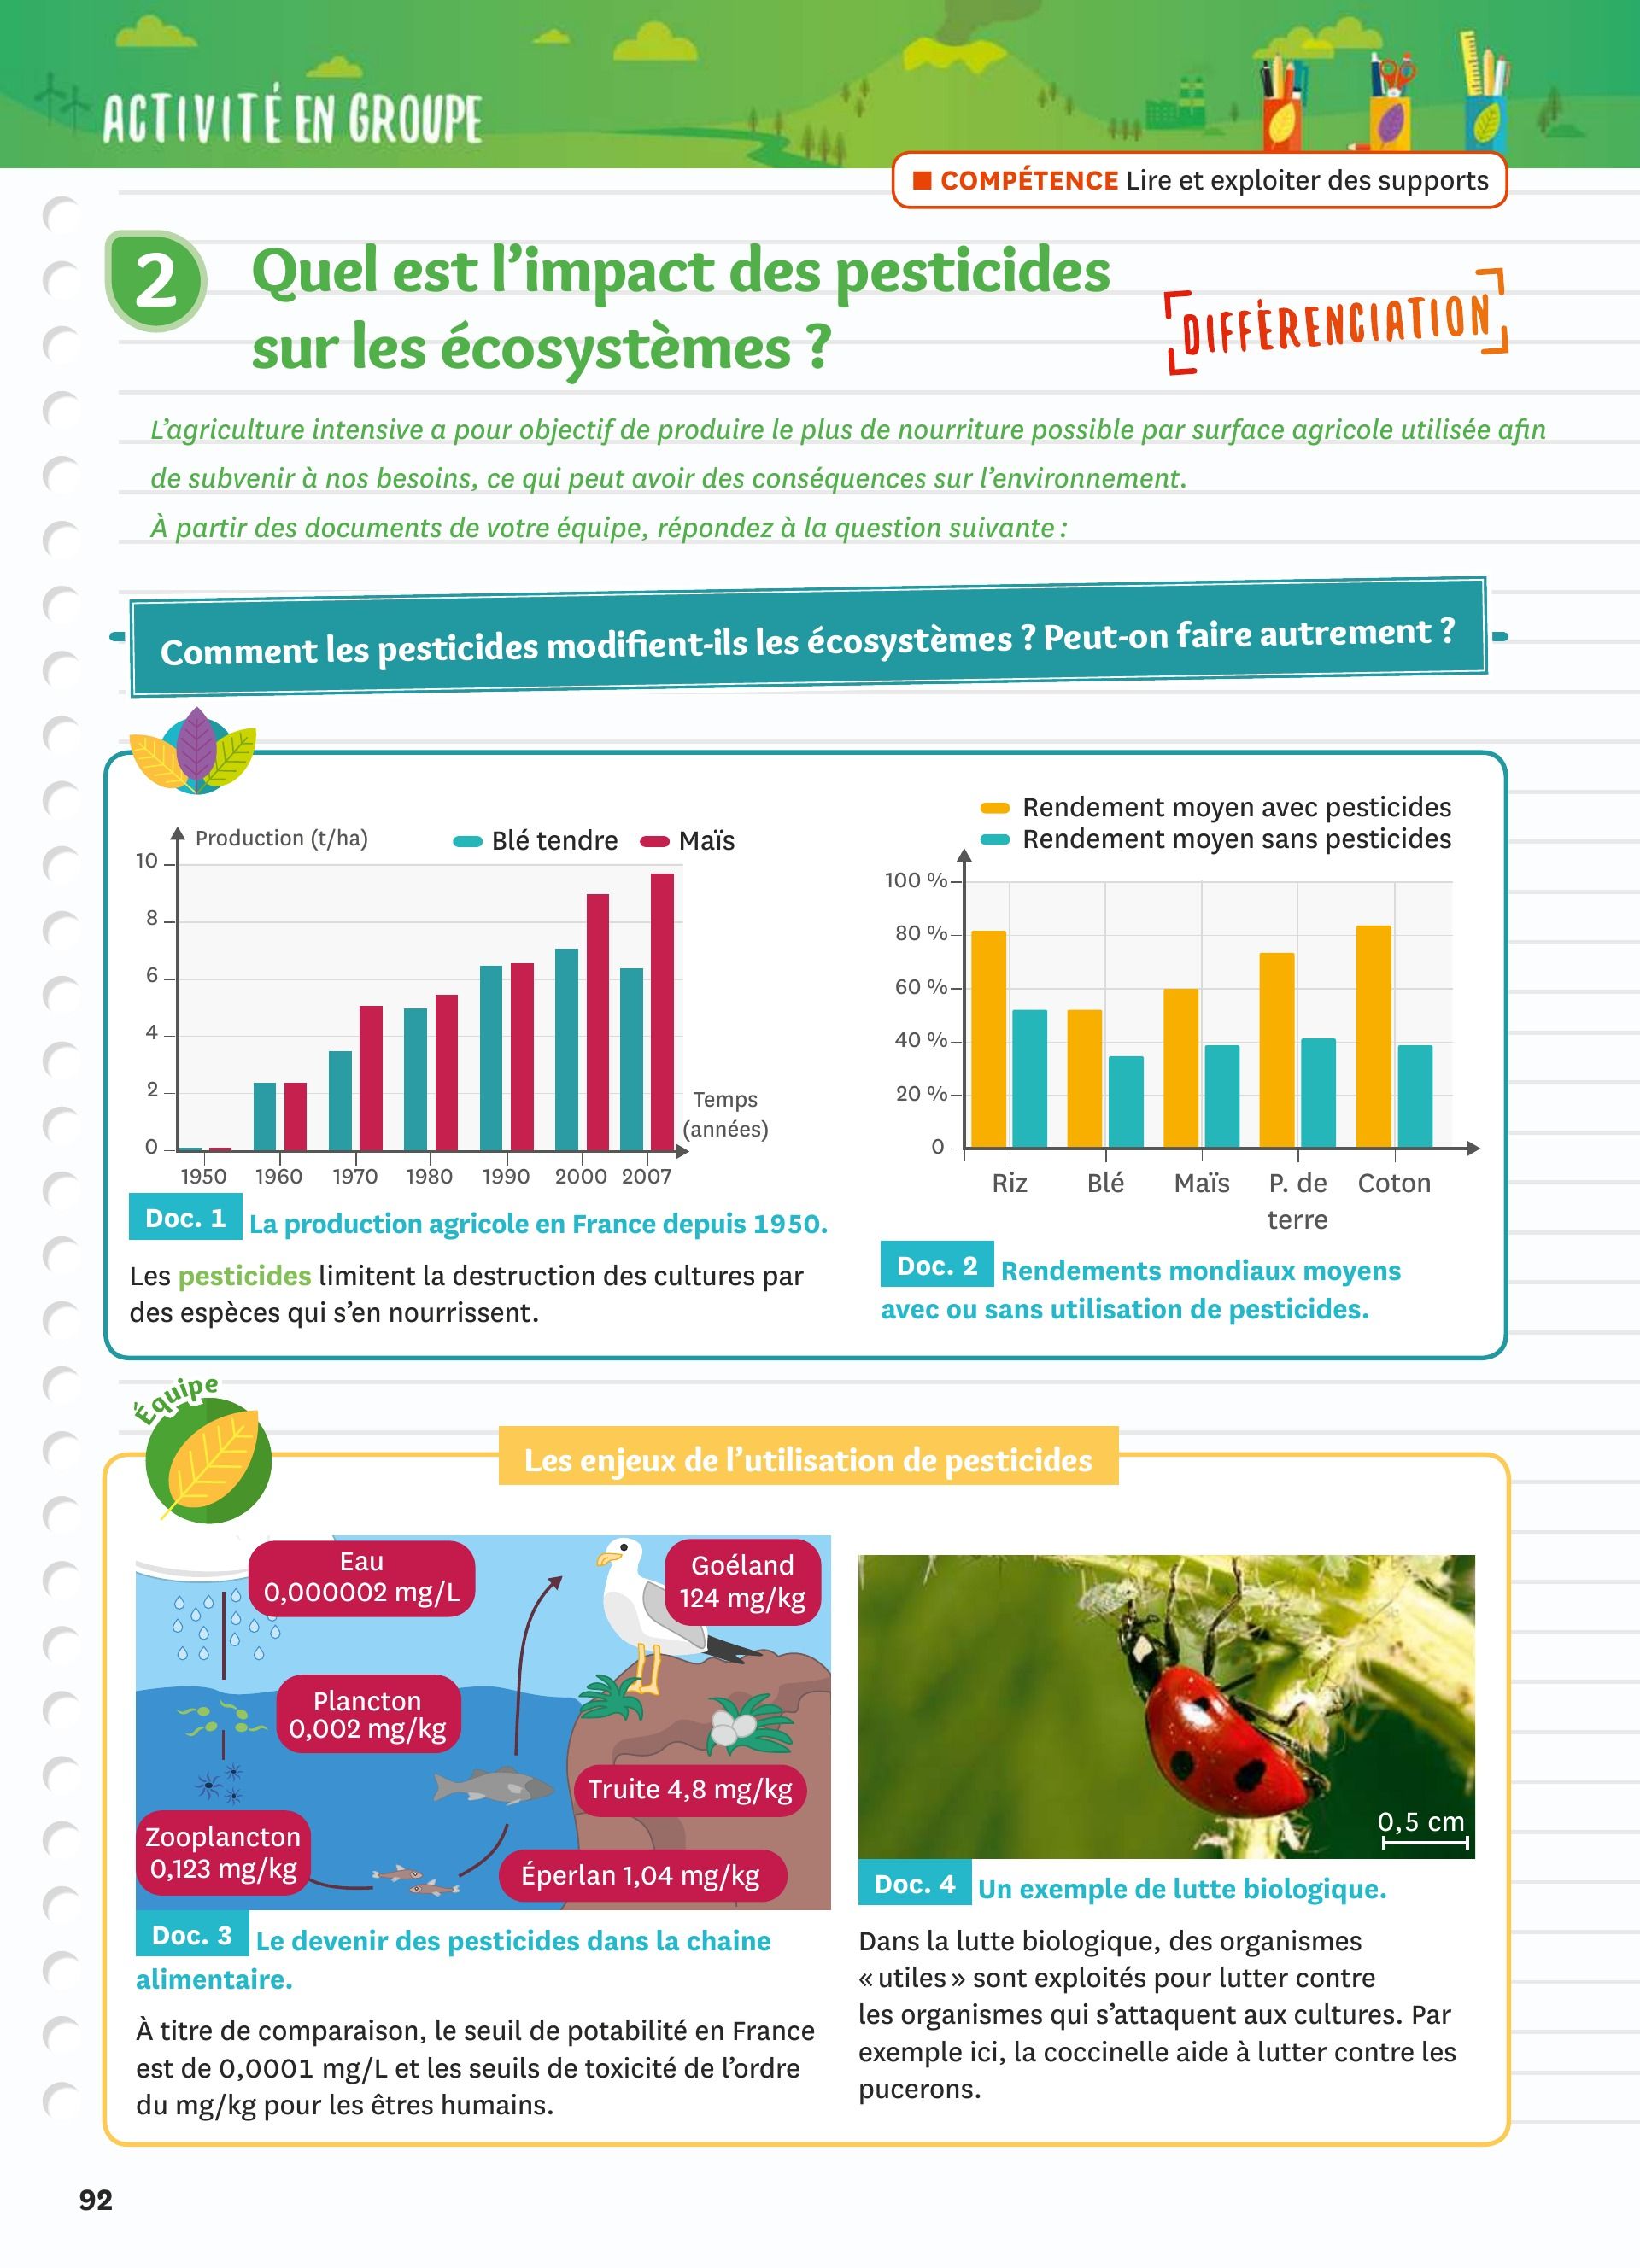 ACTIVITÉ EN GROUPE
■ COMPÉTENCE Lire et exploiter des supports
2
Quel est l'impact des pesticides
sur les écosystèmes ?
DIFFÉRENCIATION
L'agriculture intensive a pour objectif de produire le plus de nourriture possible par surface agricole utilisée afin
de subvenir à nos besoins, ce qui peut avoir des conséquences sur l'environnement.
À partir des documents de votre équipe, répondez à la question suivante :
Comment les pesticides modifient-ils les écosystèmes ? Peut-on faire autrement ?
Production (t/ha)
Blé tendre
Maïs
10
8
6
4
2
0
Temps
(années)
1950 1960 1970 1980 1990 2000 2007
Doc. 1 La production agricole en France depuis 1950.
Les pesticides limitent la destruction des cultures par
des espèces qui s'en nourrissent.
Rendement moyen avec pesticides
Rendement moyen sans pesticides
100 %
80 %
60 %
40 %
20 %
0
Riz Blé Maïs P. de Coton
terre
Doc. 2 Rendements mondiaux moyens
avec ou sans utilisation de pesticides.
Équipe
Les enjeux de l'utilisation de pesticides
Eau
0,000002 mg/L
Goéland
124 mg/kg
Plancton
0,002 mg/kg
Truite 4,8 mg/kg
Zooplancton
0,123 mg/kg
Éperlan 1,04 mg/kg
Doc. 3 Le devenir des pesticides dans la chaine
alimentaire.
À titre de comparaison, le seuil de potabilité en France
est de 0,0001 mg/L et les seuils de toxicité de l'ordre
du mg/kg pour les êtres humains.
0,5 cm
Doc. 4 Un exemple de lutte biologique.
Dans la lutte biologique, des organismes
« utiles » sont exploités pour lutter contre
les organismes qui s'attaquent aux cultures. Par
exemple ici, la coccinelle aide à lutter contre les
pucerons.
92